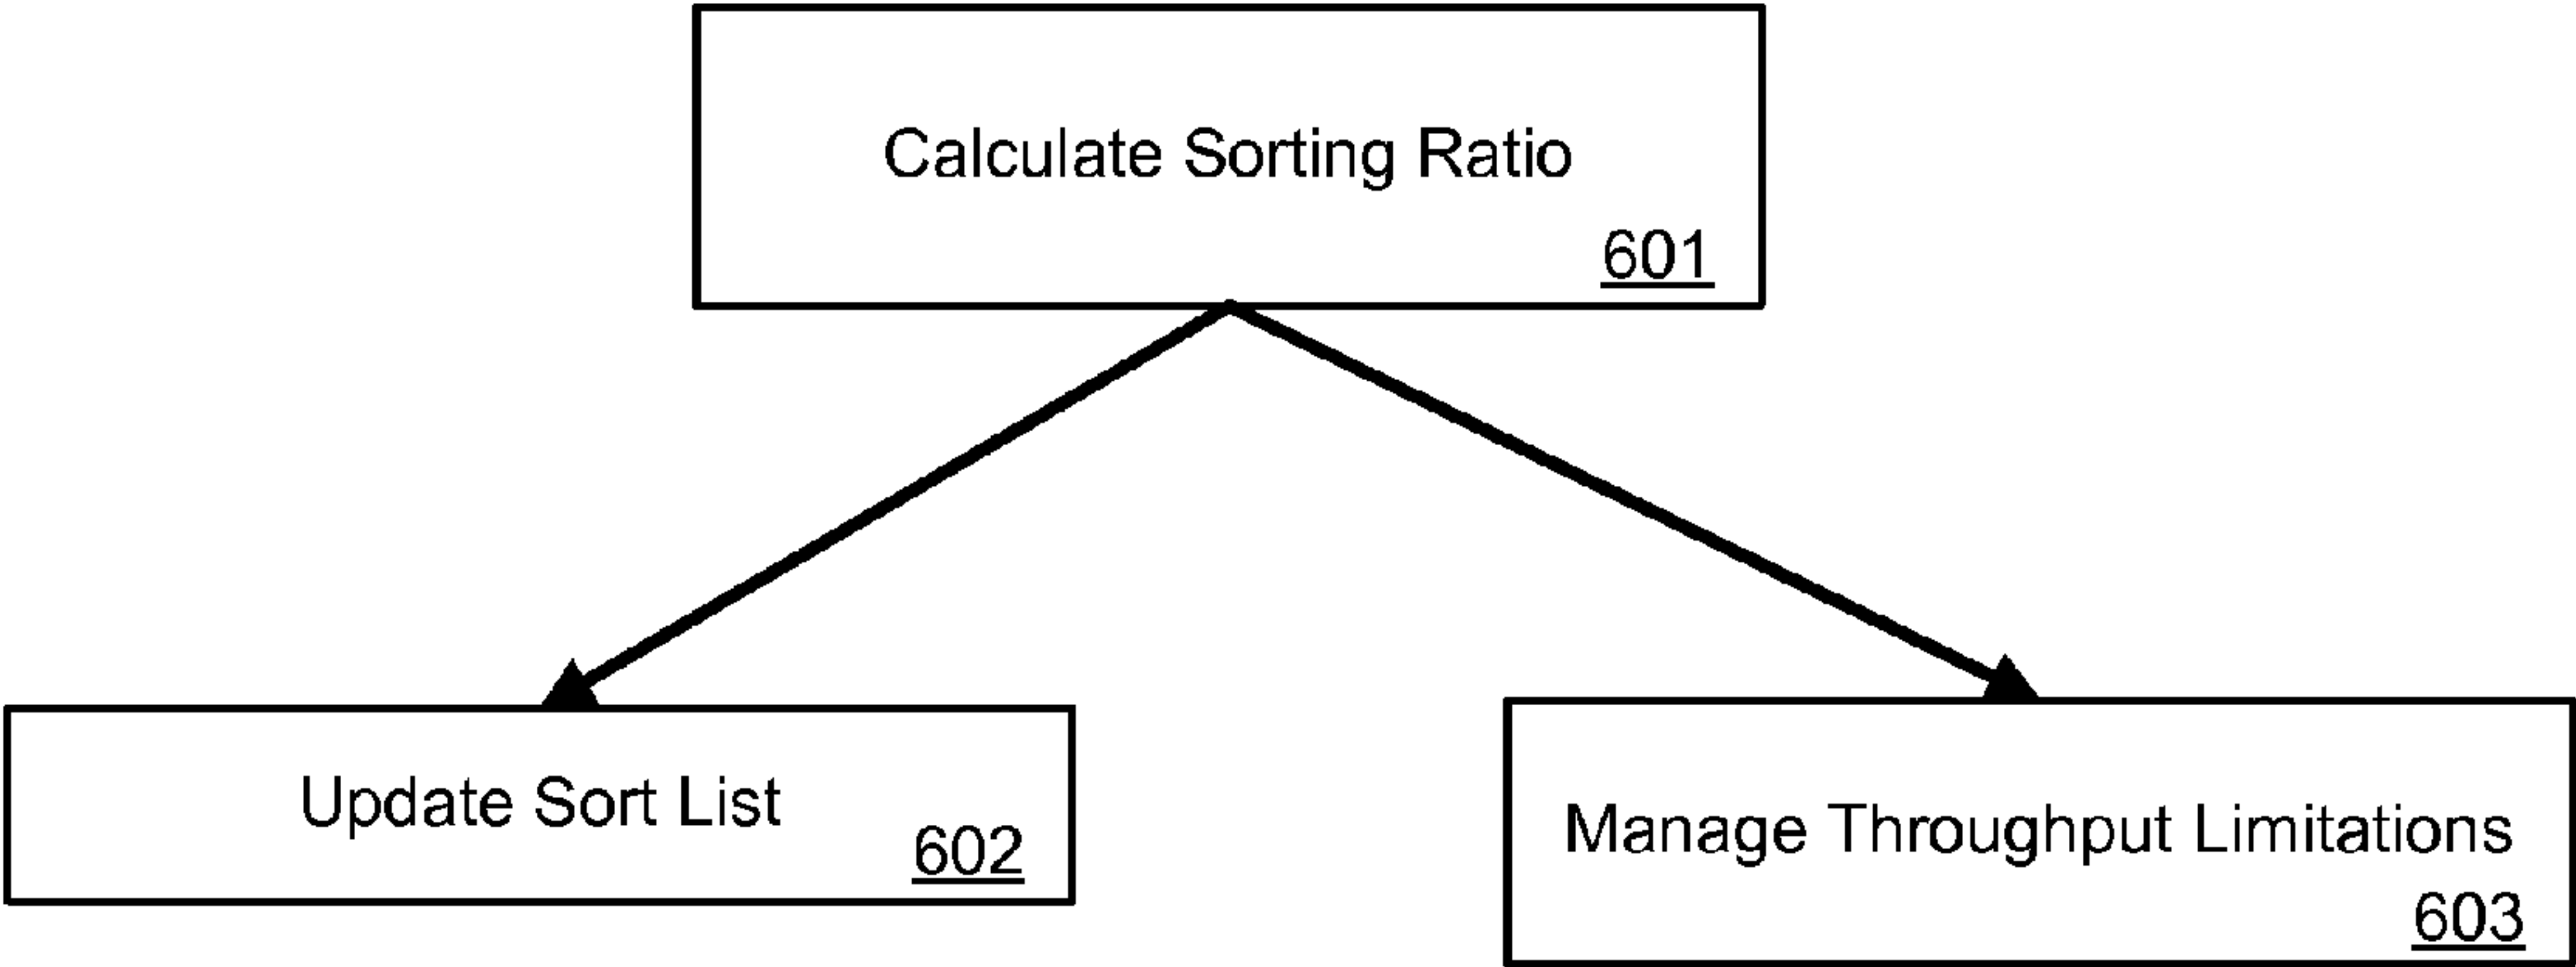 Calculate Sorting Ratio
601
Update Sort List
602
Manage Throughput Limitations
603